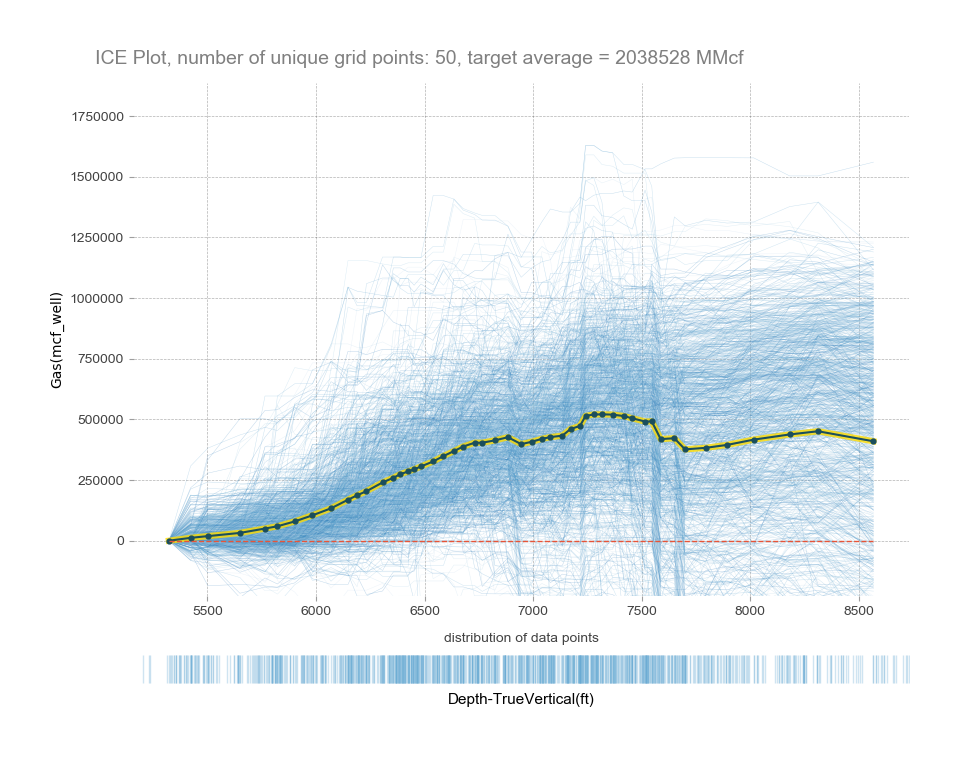 ICE Plot, number of unique grid points: 50, target average = 2038528 MMcf
1750000
1500000
1250000
1000000
750000
500000
250000
0
Gas(mcf_well)
5500 6000 6500 7000 7500 8000 8500
distribution of data points
Depth-TrueVertical(ft)